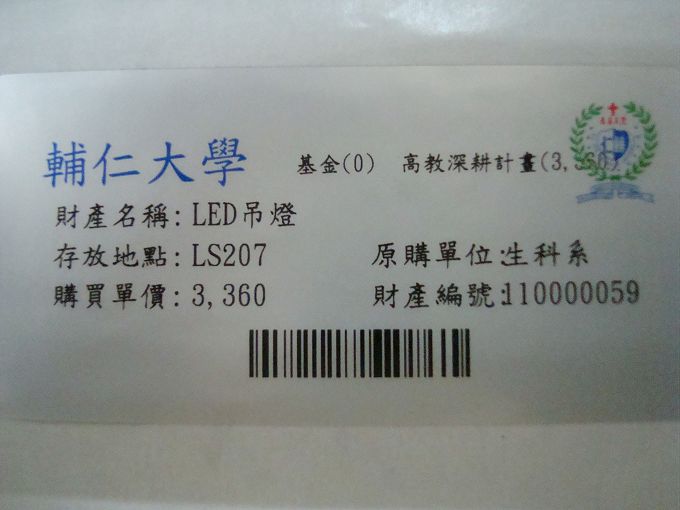 輔仁大學 基金(0) 高教深耕計畫(3,360)
財產名稱: LED吊燈
存放地點: LS207 原購單位:生科系
購買單價: 3,360 財產編號:110000059